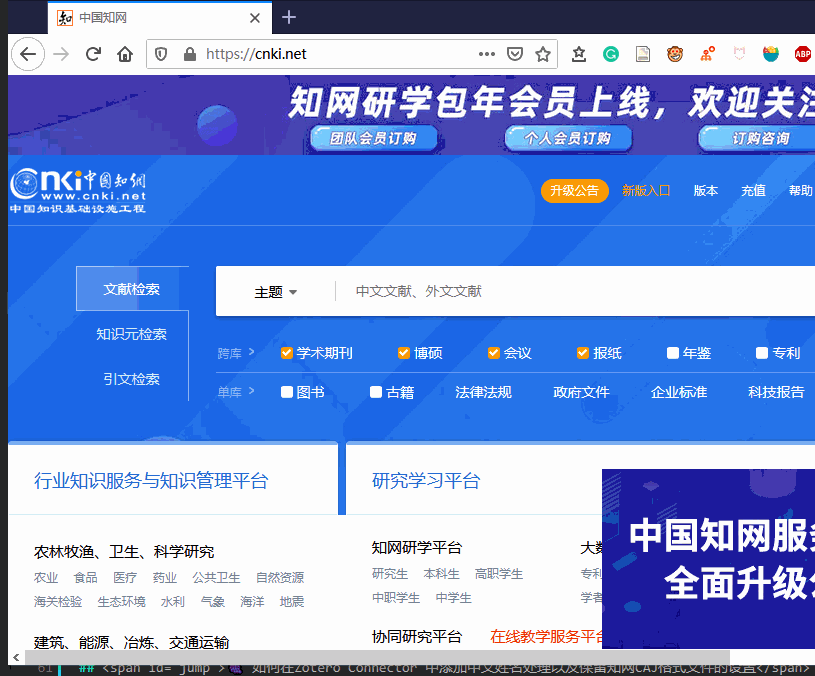 中国知网
https://cnki.net
ABP
知网研学包年会员上线，欢迎关注
团队会员订购 个人会员订购 订购咨询
cnki 中国知网
www.cnki.net
中国知识基础设施工程
升级公告 新版入口 版本 充值 帮助
文献检索
知识元检索
引文检索
主题 中文文献、外文文献
跨库 > 学术期刊 博硕 会议 报纸 年鉴 专利
单库 > 图书 古籍 法律法规 政府文件 企业标准 科技报告
行业知识服务与知识管理平台
农林牧渔、卫生、科学研究
农业 食品 医疗 药业 公共卫生 自然资源
海关检验 生态环境 水利 气象 海洋 地震
建筑、能源、冶炼、交通运输
研究学习平台
知网研学平台
研究生 本科生 高职学生
中职学生 中学生
协同研究平台 在线教学服务平台
专利
学者
中国知网服务
全面升级公
61 ## <span id="jump"> 如何在Zotero Connector 中添加中文姓名处理以及保留知网CAJ格式文件的设置</span>